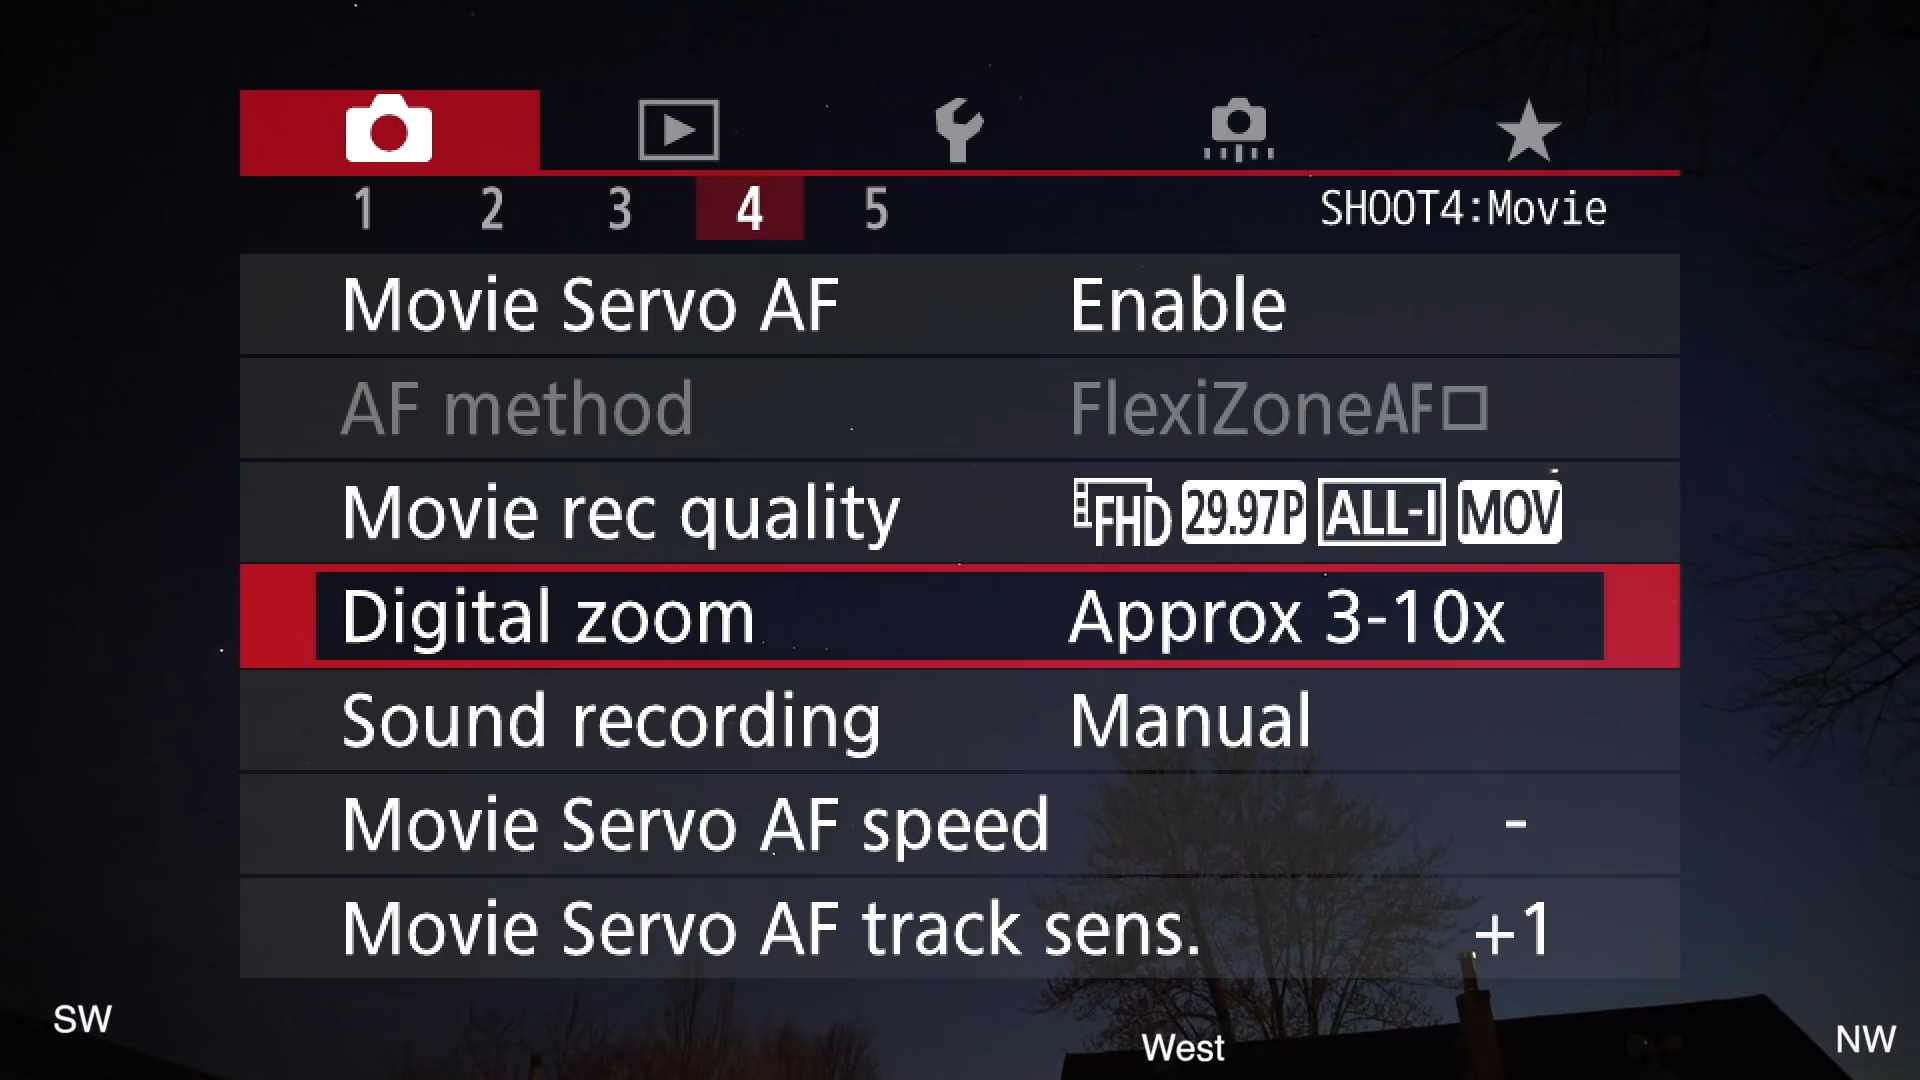 1 2 3 4 5 SHOOT4:Movie
Movie Servo AF Enable
AF method FlexiZoneAF
Movie rec quality FHD 29.97P ALL-I MOV
Digital zoom Approx 3-10x
Sound recording Manual
Movie Servo AF speed -
Movie Servo AF track sens. +1
SW West NW